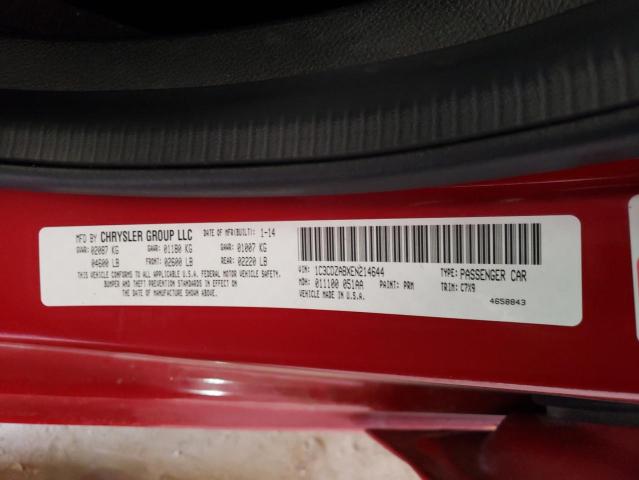 MFD BY CHRYSLER GROUP LLC DATE OF MFR(BUILT): 1-14
GVWR: 02087 KG GAWR: 01180 KG GAWR: 01007 KG
04600 LB FRONT: 02600 LB REAR: 02220 LB
THIS VEHICLE CONFORMS TO ALL APPLICABLE U.S.A. FEDERAL MOTOR VEHICLE SAFETY,
BUMPER AND THEFT PREVENTION STANDARDS IN EFFECT ON
THE DATE OF MANUFACTURE SHOWN ABOVE.
VIN: 1C3CDZABXEN214644 TYPE: PASSENGER CAR
MDH: 011100 051AA PAINT: PRM TRIM: C7X9
VEHICLE MADE IN U.S.A. 4658843